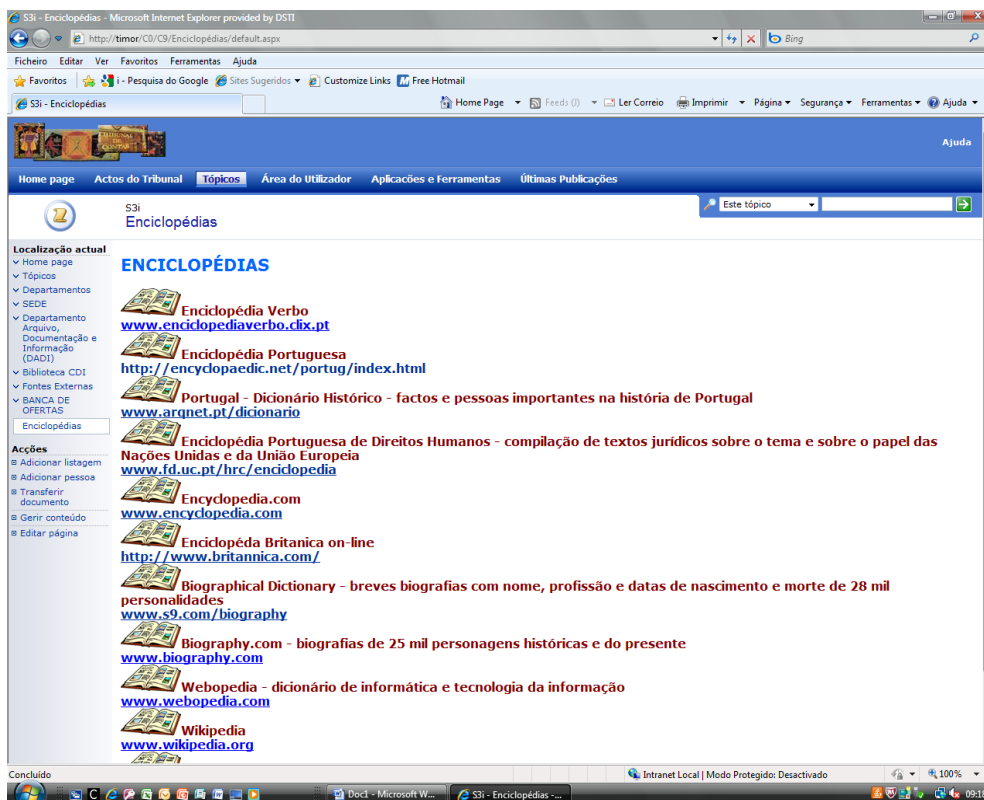 S3i - Enciclopédias - Microsoft Internet Explorer provided by DSTI
http://timor/C0/C9/Enciclopédias/default.aspx
Bing
Ficheiro Editar Ver Favoritos Ferramentas Ajuda
Favoritos i - Pesquisa do Google Sites Sugeridos Customize Links Free Hotmail
S3i - Enciclopédias
Home Page Feeds (J) Ler Correio Imprimir Página Segurança Ferramentas Ajuda
TRIBUNAL
DE
CONTAS
Ajuda
Home page Actos do Tribunal Tópicos Área do Utilizador Aplicacões e Ferramentas Últimas Publicações
S3i
Enciclopédias
Este tópico
Localização actual
Home page
Tópicos
Departamentos
SEDE
Departamento
Arquivo,
Documentação e
Informação
(DADI)
Biblioteca CDI
Fontes Externas
BANCA DE
OFERTAS
Enciclopédias
Acções
Adicionar listagem
Adicionar pessoa
Transferir
documento
Gerir conteúdo
Editar página
ENCICLOPÉDIAS
Enciclopédia Verbo
www.enciclopediaverbo.clix.pt
Enciclopédia Portuguesa
http://encyclopaedic.net/portug/index.html
Portugal - Dicionário Histórico - factos e pessoas importantes na história de Portugal
www.arqnet.pt/dicionario
Enciclopédia Portuguesa de Direitos Humanos - compilação de textos jurídicos sobre o tema e sobre o papel das
Nações Unidas e da União Europeia
www.fd.uc.pt/hrc/enciclopedia
Encyclopedia.com
www.encyclopedia.com
Enciclopéda Britanica on-line
http://www.britannica.com/
Biographical Dictionary - breves biografias com nome, profissão e datas de nascimento e morte de 28 mil
personalidades
www.s9.com/biography
Biography.com - biografias de 25 mil personagens históricas e do presente
www.biography.com
Webopedia - dicionário de informática e tecnologia da informação
www.webopedia.com
Wikipedia
www.wikipedia.org
Concluído
Intranet Local | Modo Protegido: Desactivado
100%
Doc1 - Microsoft W...
S3i - Enciclopédias -...
09:18